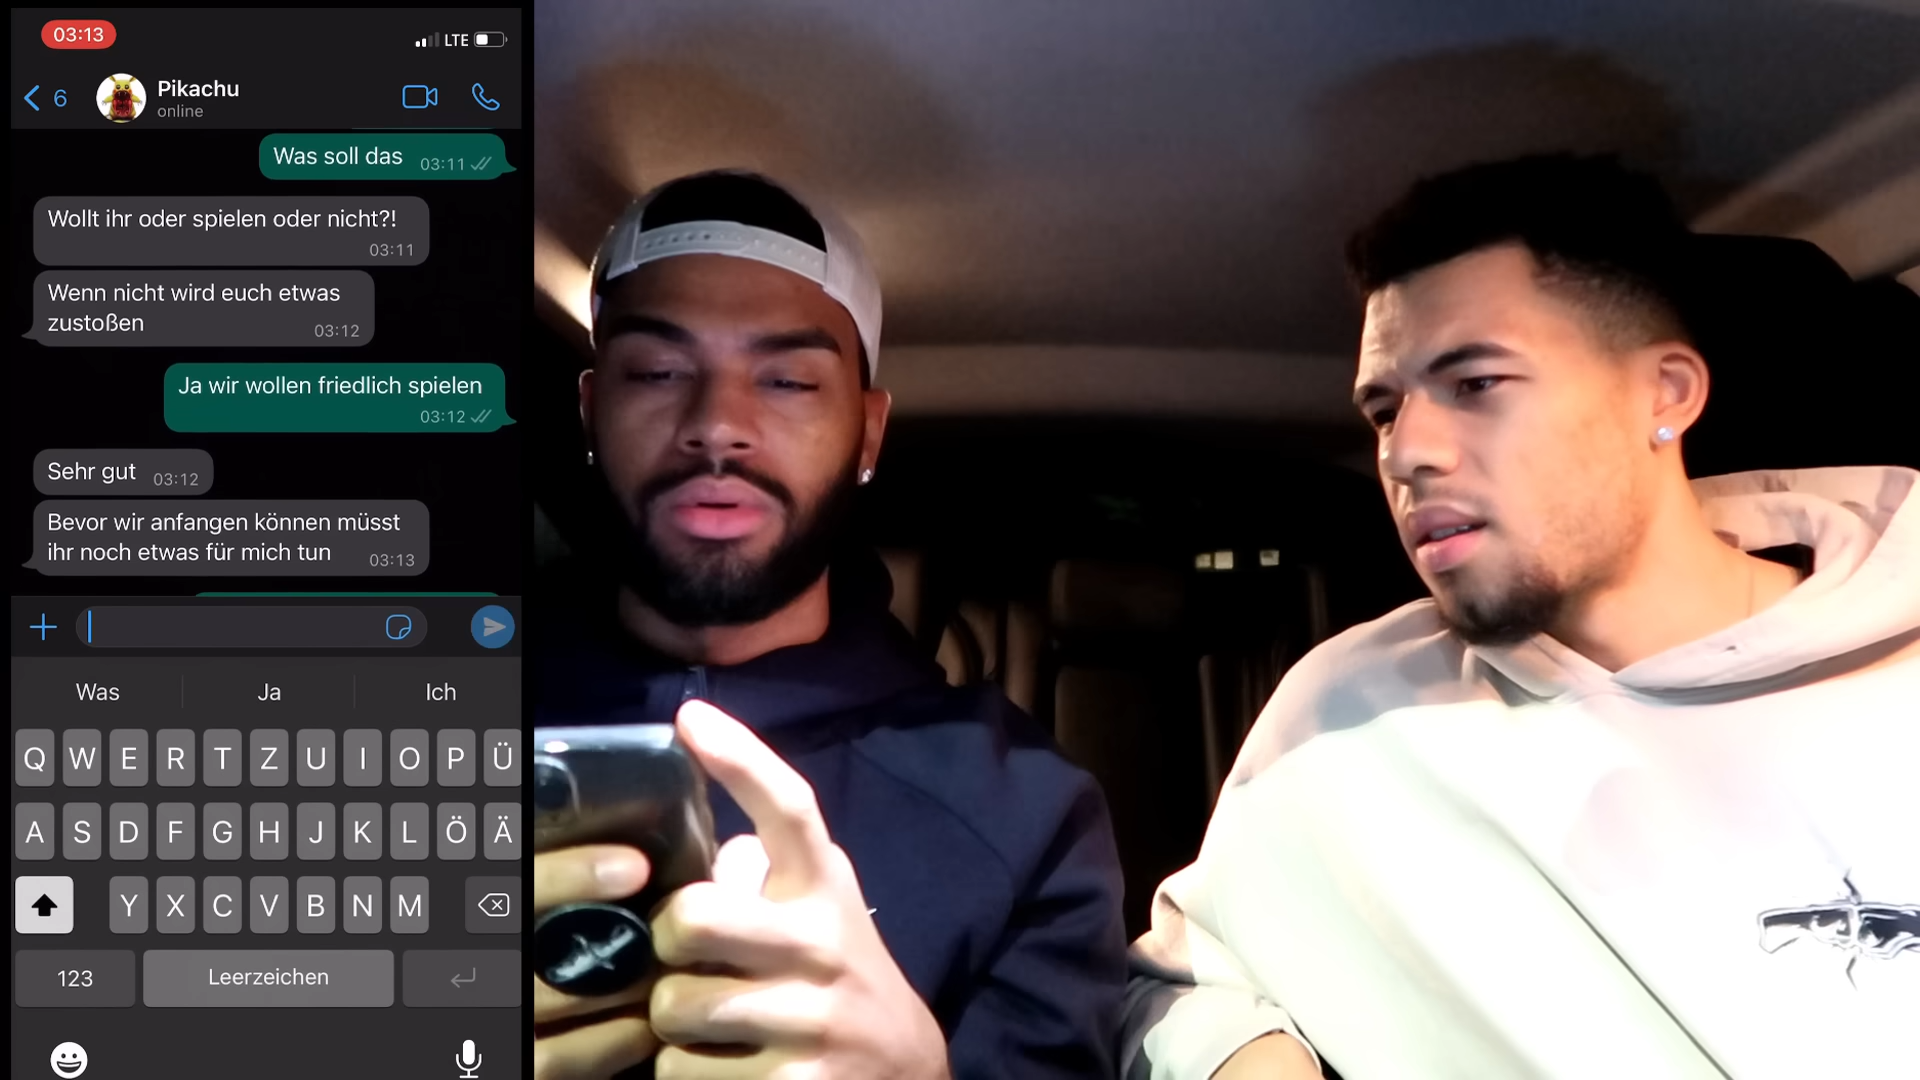 03:13
LTE
6
Pikachu
online
Was soll das
03:11
Wollt ihr oder spielen oder nicht?!
03:11
Wenn nicht wird euch etwas
zustoßen
03:12
Ja wir wollen friedlich spielen
03:12
Sehr gut
03:12
Bevor wir anfangen können müsst
ihr noch etwas für mich tun
03:13
Was
Ja
Ich
Q W E R T Z U I O P Ü
A S D F G H J K L Ö Ä
Y X C V B N M
123
Leerzeichen